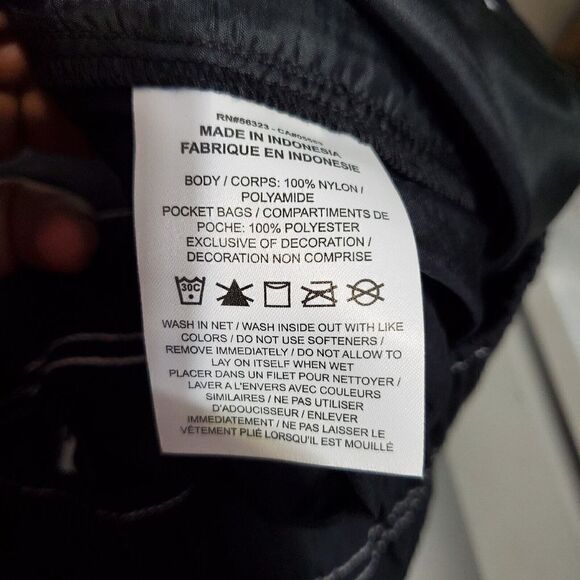 RN#56323 -
MADE IN INDONESIA
FABRIQUE EN INDONESIE
BODY / CORPS: 100% NYLON /
POLYAMIDE
POCKET BAGS / COMPARTIMENTS DE
POCHE: 100% POLYESTER
EXCLUSIVE OF DECORATION /
DECORATION NON COMPRISE
30C
WASH IN NET / WASH INSIDE OUT WITH LIKE
COLORS / DO NOT USE SOFTENERS /
REMOVE IMMEDIATELY / DO NOT ALLOW TO
LAY ON ITSELF WHEN WET
PLACER DANS UN FILET POUR NETTOYER /
LAVER A L'ENVERS AVEC COULEURS
SIMILAIRES / NE PAS UTILISER
D'ADOUCISSEUR / ENLEVER
IMMEDIATEMENT / NE PAS LAISSER LE
VÊTEMENT PLIÉ LORSQU'IL EST MOUILLÉ